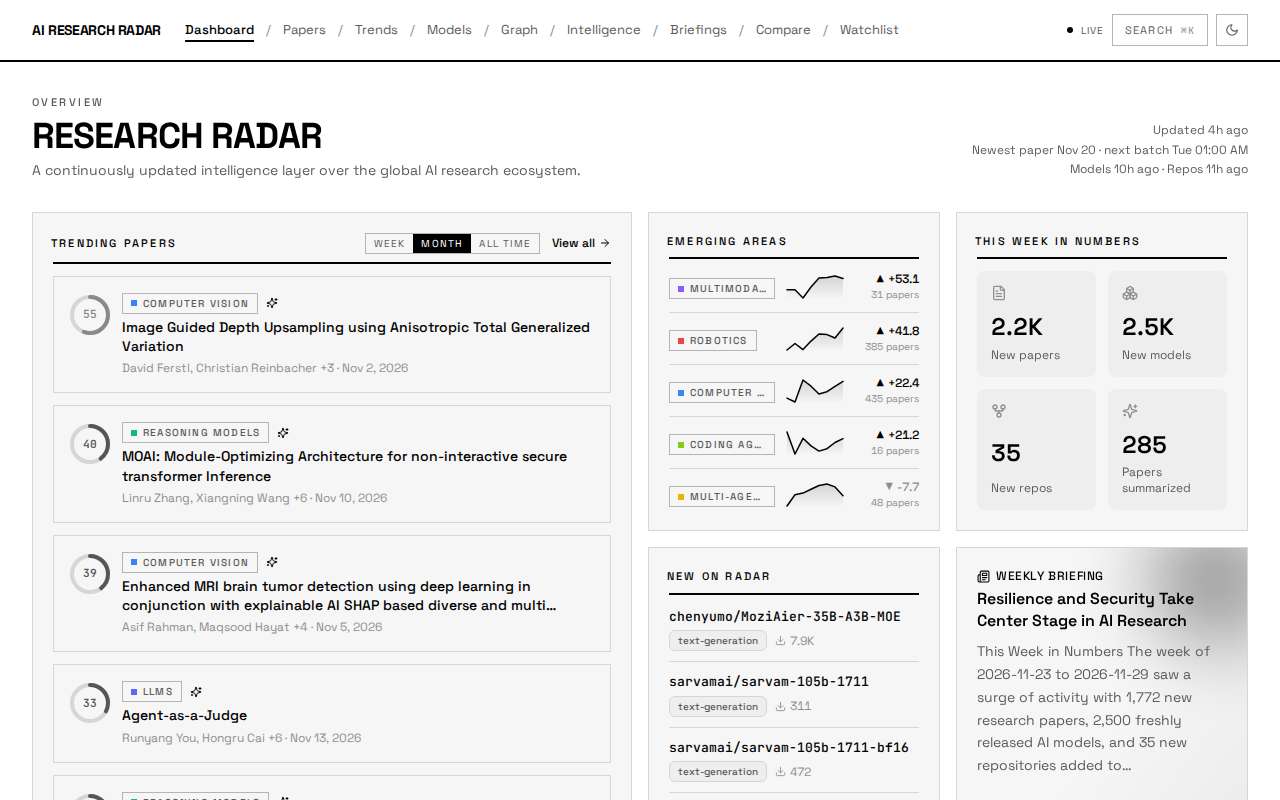 AI RESEARCH RADAR Dashboard / Papers / Trends / Models / Graph / Intelligence / Briefings / Compare / Watchlist LIVE SEARCH ⌘K
OVERVIEW
RESEARCH RADAR
A continuously updated intelligence layer over the global AI research ecosystem.
Updated 4h ago
Newest paper Nov 20 · next batch Tue 01:00 AM
Models 10h ago · Repos 11h ago
TRENDING PAPERS WEEK MONTH ALL TIME View all →
55
COMPUTER VISION
Image Guided Depth Upsampling using Anisotropic Total Generalized
Variation
David Ferstl, Christian Reinbacher +3 · Nov 2, 2026
40
REASONING MODELS
MOAI: Module-Optimizing Architecture for non-interactive secure
transformer Inference
Linru Zhang, Xiangning Wang +6 · Nov 10, 2026
39
COMPUTER VISION
Enhanced MRI brain tumor detection using deep learning in
conjunction with explainable AI SHAP based diverse and multi…
Asif Rahman, Maqsood Hayat +4 · Nov 5, 2026
33
LLMS
Agent-as-a-Judge
Runyang You, Hongru Cai +6 · Nov 13, 2026
REASONING MODELS
EMERGING AREAS
MULTIMODA… ▲ +53.1
31 papers
ROBOTICS ▲ +41.8
385 papers
COMPUTER … ▲ +22.4
435 papers
CODING AG… ▲ +21.2
16 papers
MULTI-AGE… ▼ -7.7
48 papers
THIS WEEK IN NUMBERS
2.2K
New papers
2.5K
New models
35
New repos
285
Papers
summarized
NEW ON RADAR
chenyumo/MoziAier-35B-A3B-MOE
text-generation 7.9K
sarvamai/sarvam-105b-1711
text-generation 311
sarvamai/sarvam-105b-1711-bf16
text-generation 472
WEEKLY BRIEFING
Resilience and Security Take
Center Stage in AI Research
This Week in Numbers The week of
2026-11-23 to 2026-11-29 saw a
surge of activity with 1,772 new
research papers, 2,500 freshly
released AI models, and 35 new
repositories added to…